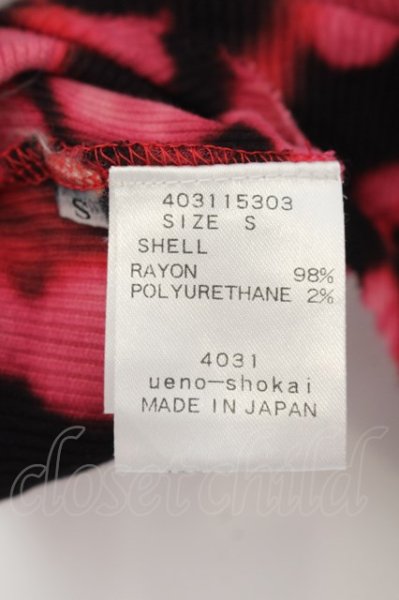 403115303
SIZE S
SHELL
RAYON 98%
POLYURETHANE 2%
4031
ueno-shokai
MADE IN JAPAN
S
closet child